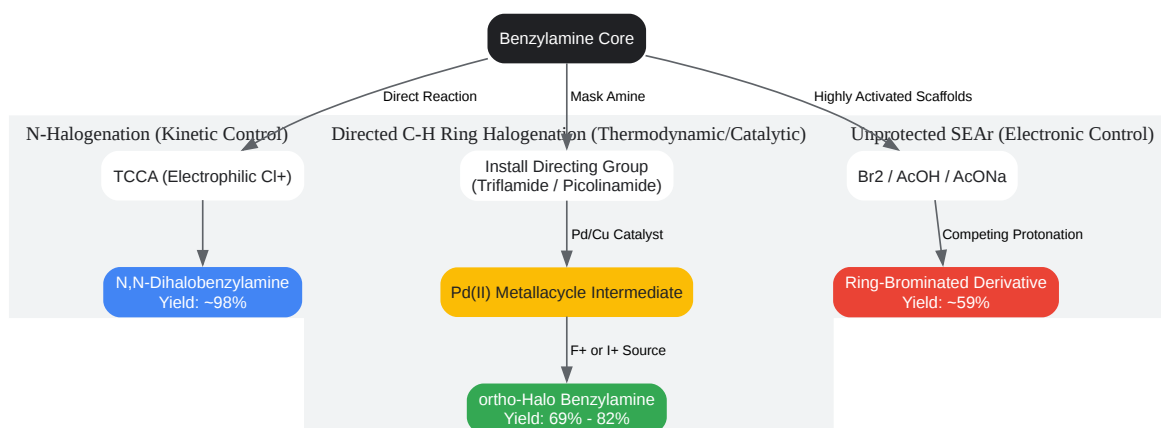 Benzylamine Core
Direct Reaction
Mask Amine
Highly Activated Scaffolds
N-Halogenation (Kinetic Control)
Directed C-H Ring Halogenation (Thermodynamic/Catalytic)
Unprotected SEAr (Electronic Control)
TCCA (Electrophilic Cl+)
Install Directing Group
(Triflamide / Picolinamide)
Br2 / AcOH / AcONa
Pd/Cu Catalyst
Competing Protonation
N,N-Dihalobenzylamine
Yield: ~98%
Pd(II) Metallacycle Intermediate
Ring-Brominated Derivative
Yield: ~59%
F+ or I+ Source
ortho-Halo Benzylamine
Yield: 69% - 82%